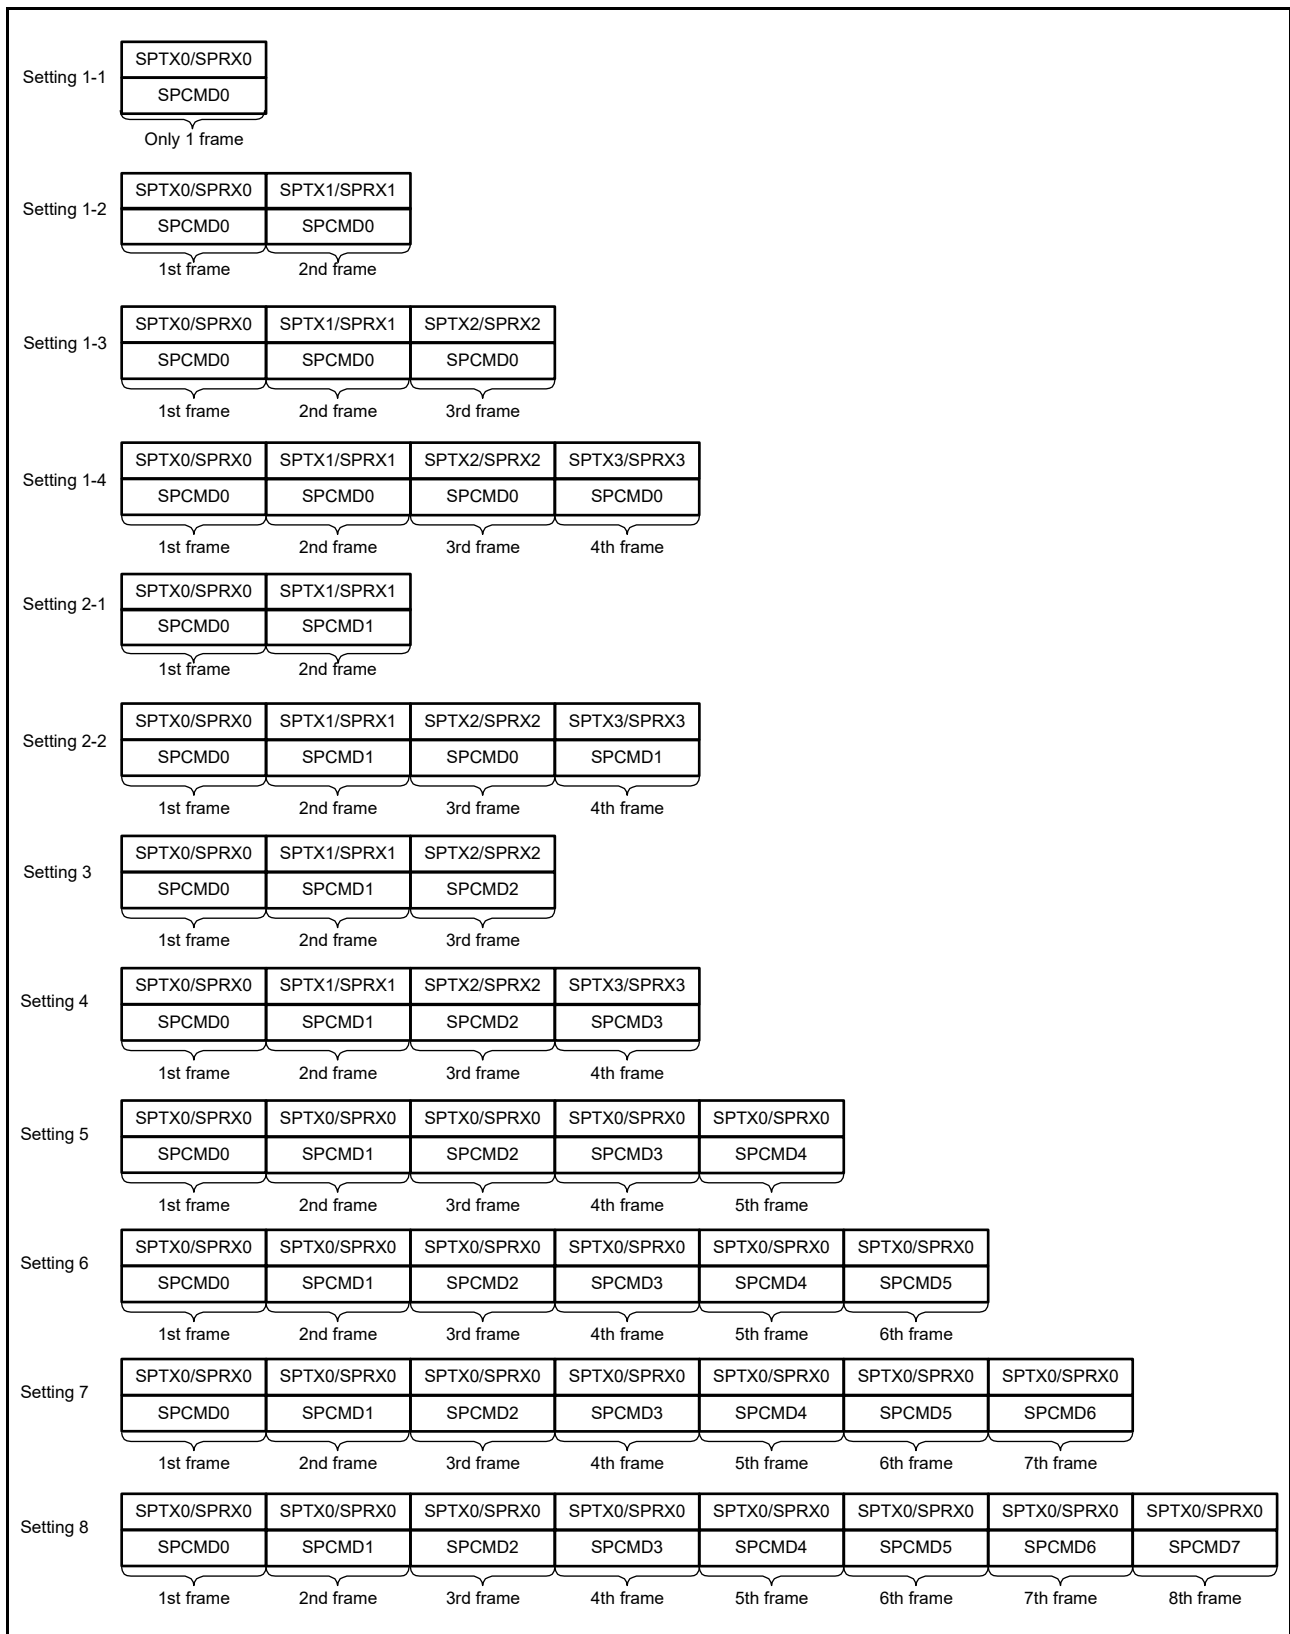 SPTX0/SPRX0
Setting 1-1
SPCMD0
Only 1 frame
SPTX0/SPRX0 SPTX1/SPRX1
Setting 1-2
SPCMD0 SPCMD0
1st frame 2nd frame
SPTX0/SPRX0 SPTX1/SPRX1 SPTX2/SPRX2
Setting 1-3
SPCMD0 SPCMD0 SPCMD0
1st frame 2nd frame 3rd frame
SPTX0/SPRX0 SPTX1/SPRX1 SPTX2/SPRX2 SPTX3/SPRX3
Setting 1-4
SPCMD0 SPCMD0 SPCMD0 SPCMD0
1st frame 2nd frame 3rd frame 4th frame
SPTX0/SPRX0 SPTX1/SPRX1
Setting 2-1
SPCMD0 SPCMD1
1st frame 2nd frame
SPTX0/SPRX0 SPTX1/SPRX1 SPTX2/SPRX2 SPTX3/SPRX3
Setting 2-2
SPCMD0 SPCMD1 SPCMD0 SPCMD1
1st frame 2nd frame 3rd frame 4th frame
SPTX0/SPRX0 SPTX1/SPRX1 SPTX2/SPRX2
Setting 3
SPCMD0 SPCMD1 SPCMD2
1st frame 2nd frame 3rd frame
SPTX0/SPRX0 SPTX1/SPRX1 SPTX2/SPRX2 SPTX3/SPRX3
Setting 4
SPCMD0 SPCMD1 SPCMD2 SPCMD3
1st frame 2nd frame 3rd frame 4th frame
SPTX0/SPRX0 SPTX0/SPRX0 SPTX0/SPRX0 SPTX0/SPRX0 SPTX0/SPRX0
Setting 5
SPCMD0 SPCMD1 SPCMD2 SPCMD3 SPCMD4
1st frame 2nd frame 3rd frame 4th frame 5th frame
SPTX0/SPRX0 SPTX0/SPRX0 SPTX0/SPRX0 SPTX0/SPRX0 SPTX0/SPRX0 SPTX0/SPRX0
Setting 6
SPCMD0 SPCMD1 SPCMD2 SPCMD3 SPCMD4 SPCMD5
1st frame 2nd frame 3rd frame 4th frame 5th frame 6th frame
SPTX0/SPRX0 SPTX0/SPRX0 SPTX0/SPRX0 SPTX0/SPRX0 SPTX0/SPRX0 SPTX0/SPRX0 SPTX0/SPRX0
Setting 7
SPCMD0 SPCMD1 SPCMD2 SPCMD3 SPCMD4 SPCMD5 SPCMD6
1st frame 2nd frame 3rd frame 4th frame 5th frame 6th frame 7th frame
SPTX0/SPRX0 SPTX0/SPRX0 SPTX0/SPRX0 SPTX0/SPRX0 SPTX0/SPRX0 SPTX0/SPRX0 SPTX0/SPRX0 SPTX0/SPRX0
Setting 8
SPCMD0 SPCMD1 SPCMD2 SPCMD3 SPCMD4 SPCMD5 SPCMD6 SPCMD7
1st frame 2nd frame 3rd frame 4th frame 5th frame 6th frame 7th frame 8th frame